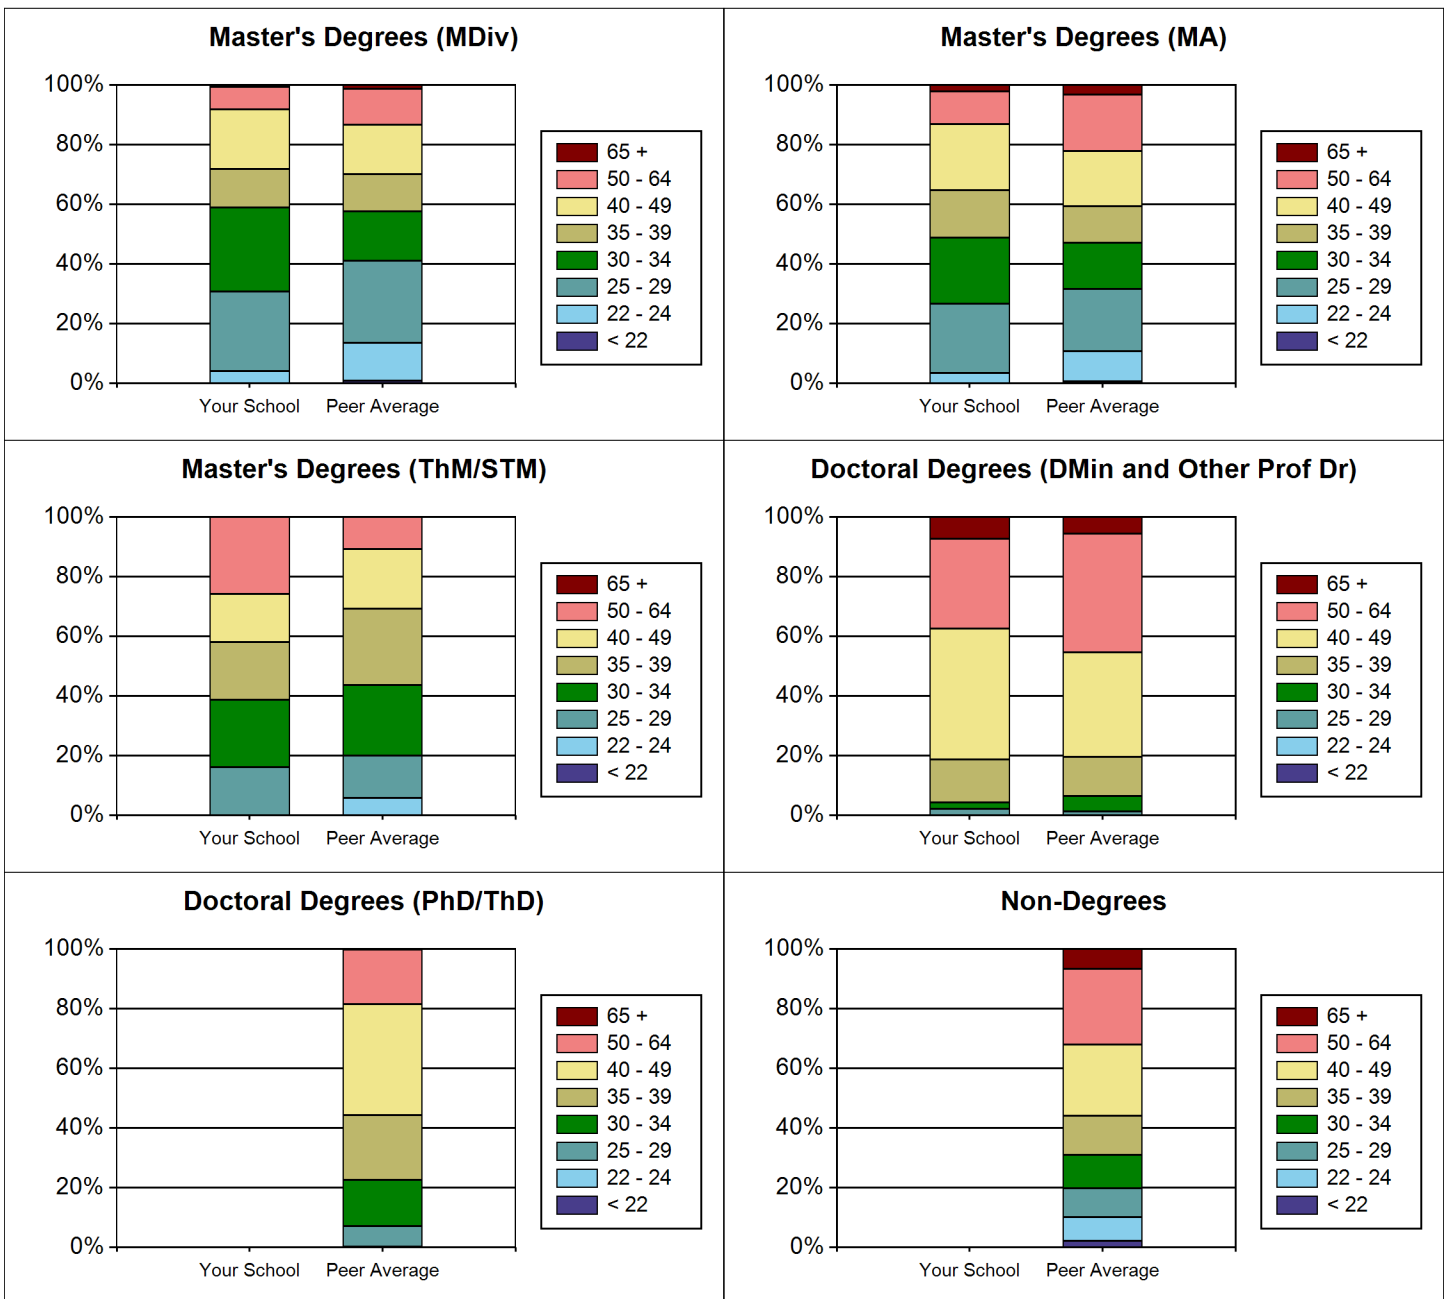 Master's Degrees (MDiv)
100%
80%
60%
40%
20%
0%
Your School
Peer Average
65 +
50 - 64
40 - 49
35 - 39
30 - 34
25 - 29
22 - 24
< 22
Master's Degrees (MA)
100%
80%
60%
40%
20%
0%
Your School
Peer Average
65 +
50 - 64
40 - 49
35 - 39
30 - 34
25 - 29
22 - 24
< 22
Master's Degrees (ThM/STM)
100%
80%
60%
40%
20%
0%
Your School
Peer Average
65 +
50 - 64
40 - 49
35 - 39
30 - 34
25 - 29
22 - 24
< 22
Doctoral Degrees (DMin and Other Prof Dr)
100%
80%
60%
40%
20%
0%
Your School
Peer Average
65 +
50 - 64
40 - 49
35 - 39
30 - 34
25 - 29
22 - 24
< 22
Doctoral Degrees (PhD/ThD)
100%
80%
60%
40%
20%
0%
Your School
Peer Average
65 +
50 - 64
40 - 49
35 - 39
30 - 34
25 - 29
22 - 24
< 22
Non-Degrees
100%
80%
60%
40%
20%
0%
Your School
Peer Average
65 +
50 - 64
40 - 49
35 - 39
30 - 34
25 - 29
22 - 24
< 22